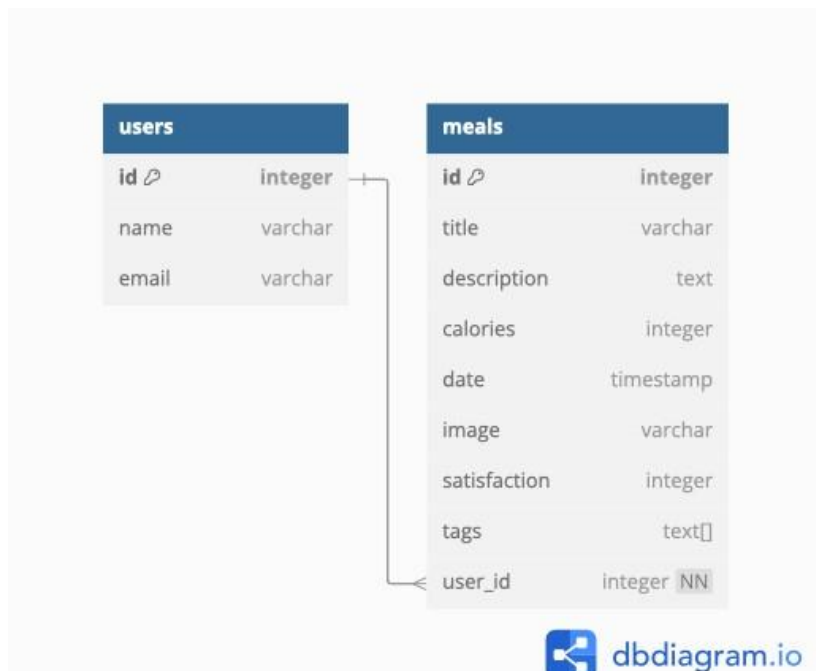 users
id integer
name varchar
email varchar
meals
id integer
title varchar
description text
calories integer
date timestamp
image varchar
satisfaction integer
tags text[]
user_id integer NN
dbdiagram.io